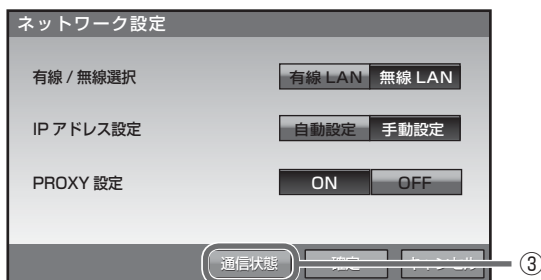 ネットワーク設定
有線 / 無線選択 有線 LAN 無線 LAN
IP アドレス設定 自動設定 手動設定
PROXY 設定 ON OFF
通信状態 確定 キャンセル ③